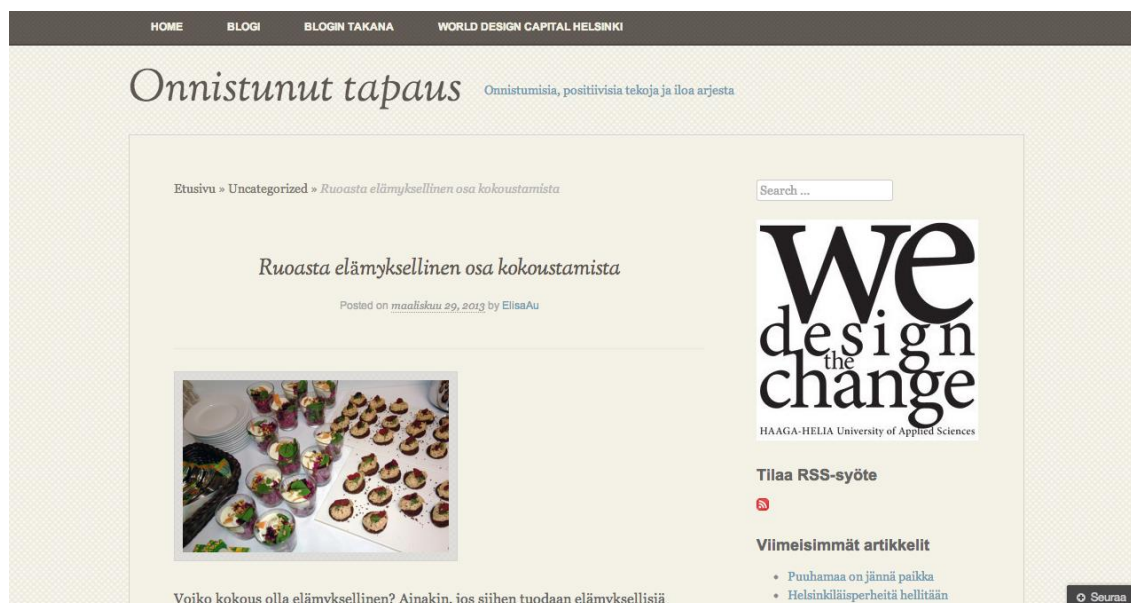 HOME BLOGI BLOGIN TAKANA WORLD DESIGN CAPITAL HELSINKI
Onnistunut tapaus
Onnistumisia, positiivisia tekoja ja iloa arjesta
Etusivu » Uncategorized » Ruoasta elämyksellinen osa kokoustamista
Ruoasta elämyksellinen osa kokoustamista
Posted on maaliskuu 29, 2013 by ElisaAu
Voiko kokous olla elämyksellinen? Ainakin, jos siihen tuodaan elämyksellisiä
Search ...
we
design
the
change
HAAGA-HELIA University of Applied Sciences
Tilaa RSS-syöte
Viimeisimmät artikkelit
Puuhamaa on jännä paikka
Helsinkiläisperheitä hellitään
Seuraa